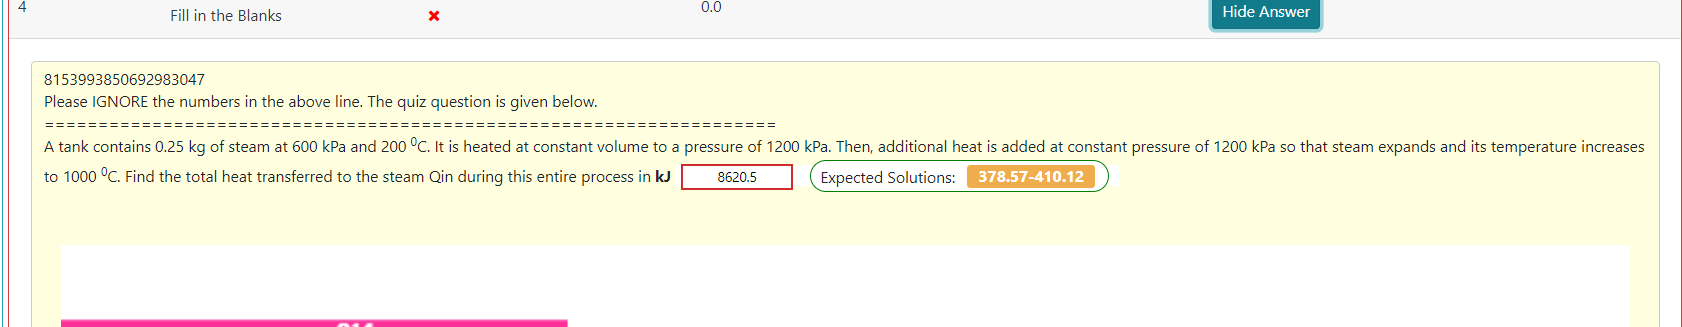 4 Fill in the Blanks 0.0 Hide Answer
8153993850692983047
Please IGNORE the numbers in the above line. The quiz question is given below.
====================================================================
A tank contains 0.25 kg of steam at 600 kPa and 200 ⁰C. It is heated at constant volume to a pressure of 1200 kPa. Then, additional heat is added at constant pressure of 1200 kPa so that steam expands and its temperature increases
to 1000 ⁰C. Find the total heat transferred to the steam Qin during this entire process in kJ 8620.5 Expected Solutions: 378.57-410.12